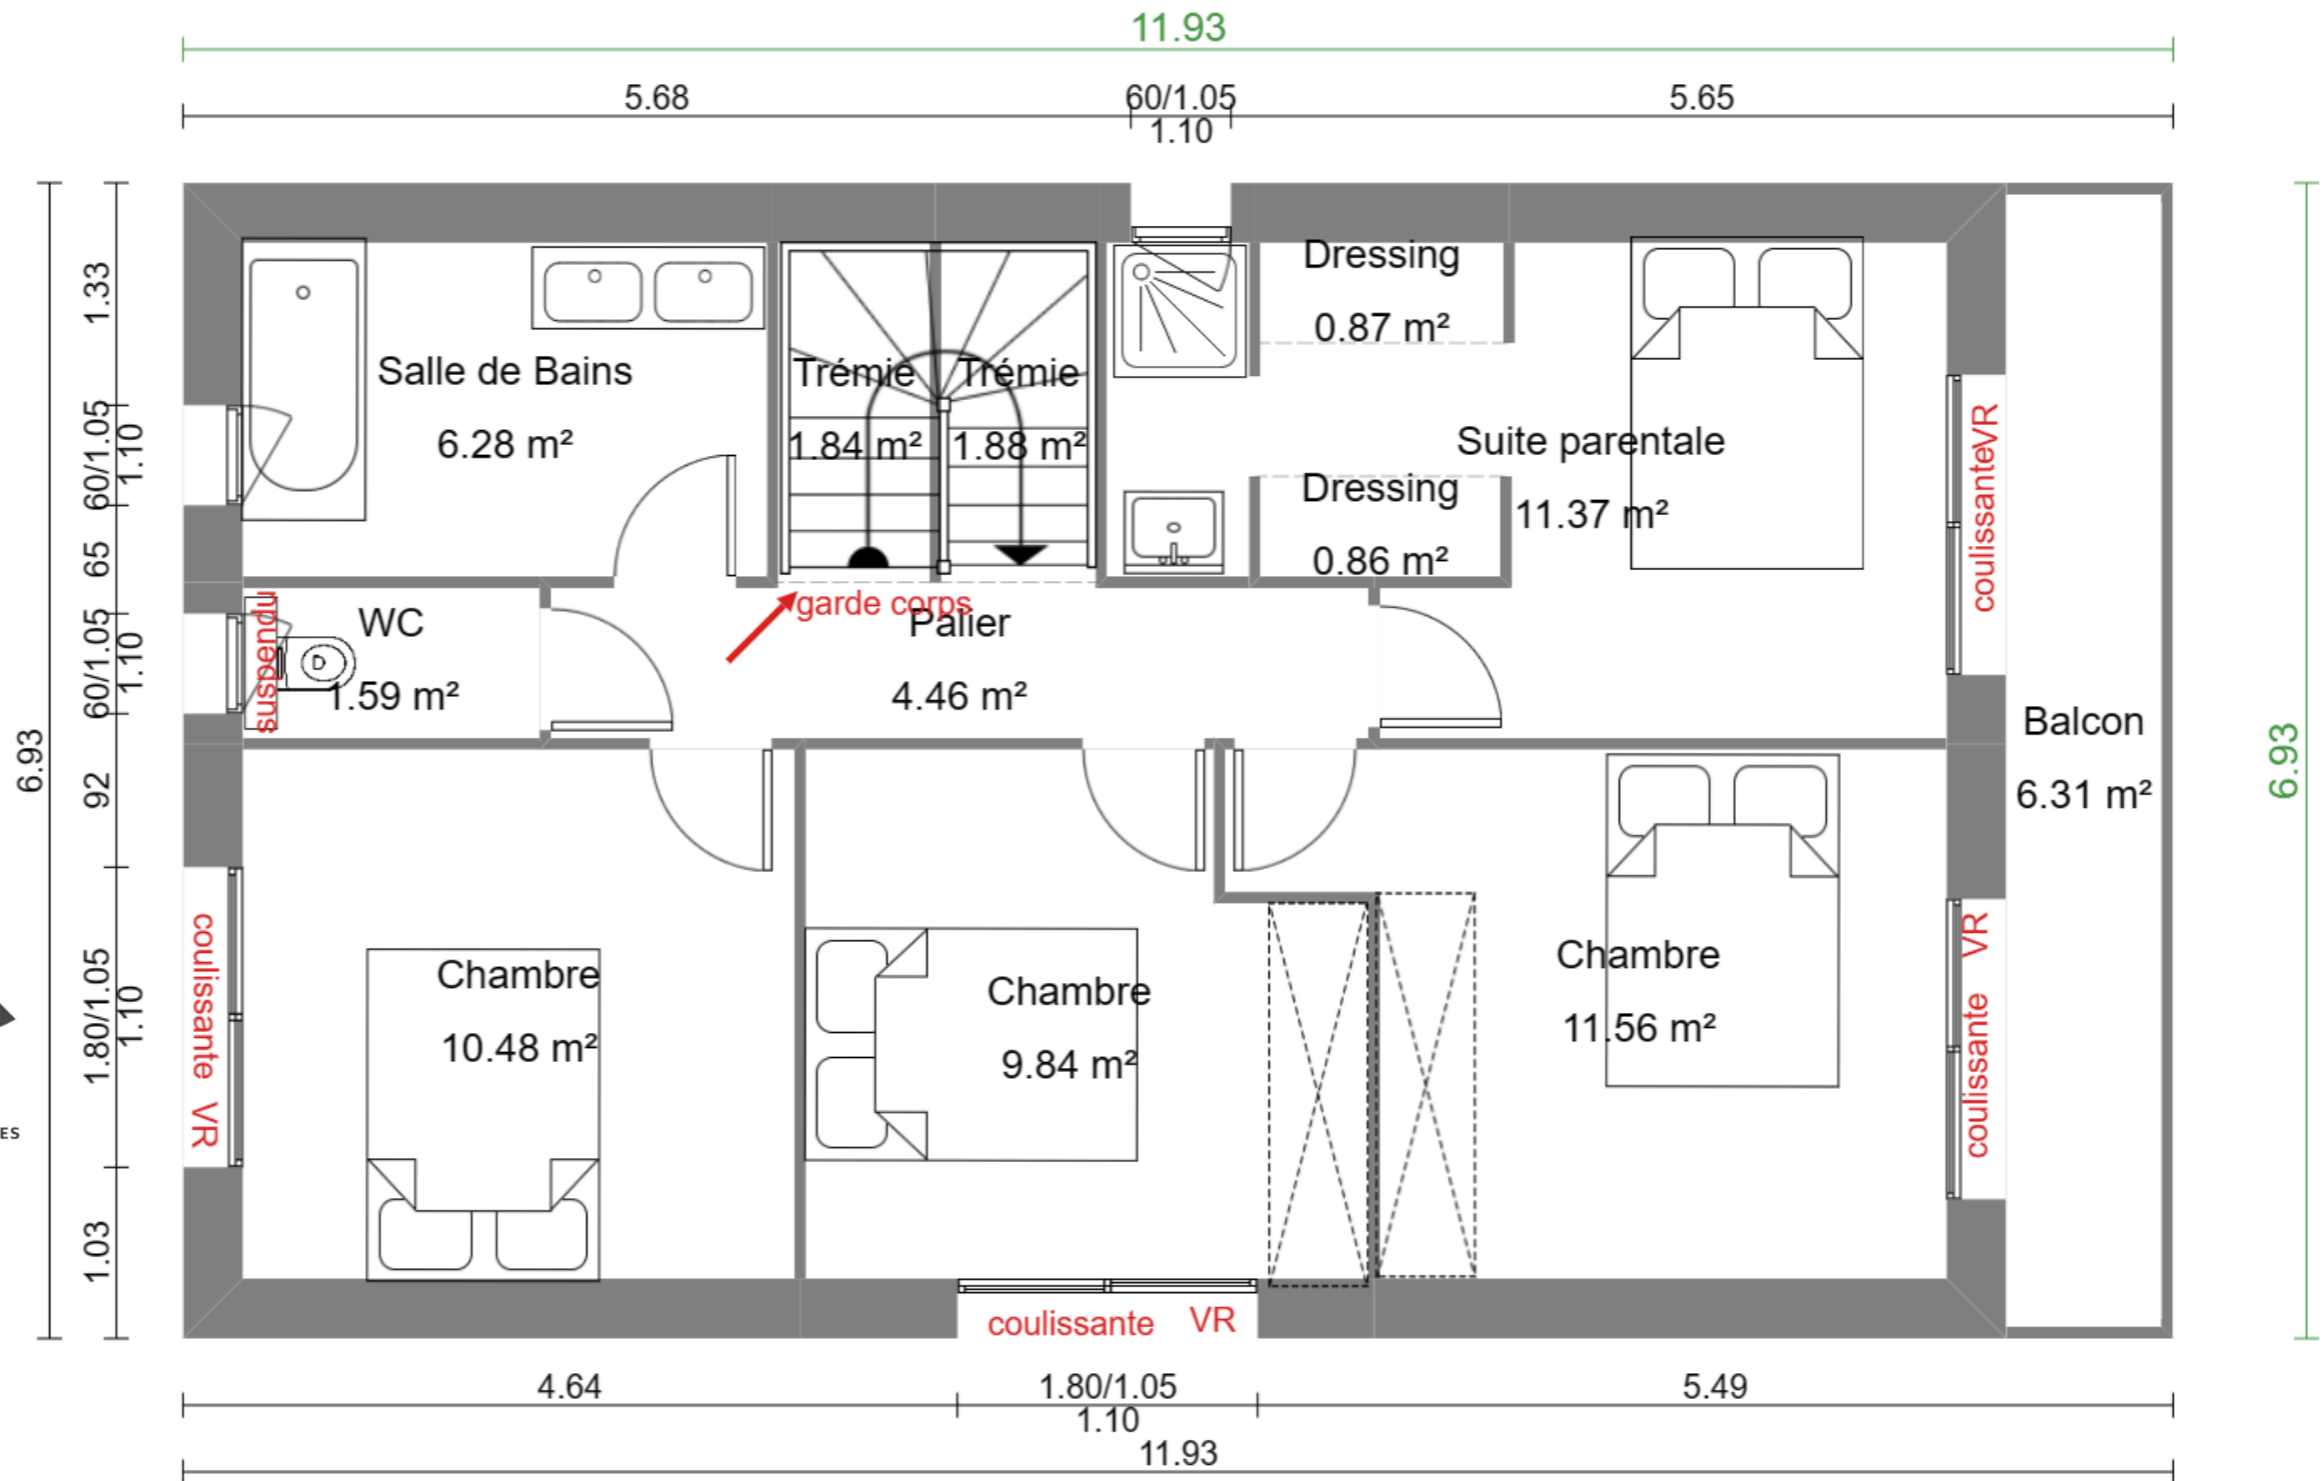 11.93
5.68
60/1.05
1.10
5.65
Dressing
0.87 m²
Salle de Bains
6.28 m²
Trémie
1.84 m²
Trémie
1.88 m²
Suite parentale
11.37 m²
Dressing
0.86 m²
coulissanteVR
1.33
60/1.05
1.10
65
60/1.05
1.10
92
1.80/1.05
1.10
1.03
6.93
suspendu
WC
1.59 m²
garde corps
Palier
4.46 m²
Balcon
6.31 m²
6.93
coulissante VR
Chambre
10.48 m²
Chambre
9.84 m²
Chambre
11.56 m²
coulissante VR
ES
coulissante VR
4.64
1.80/1.05
1.10
5.49
11.93